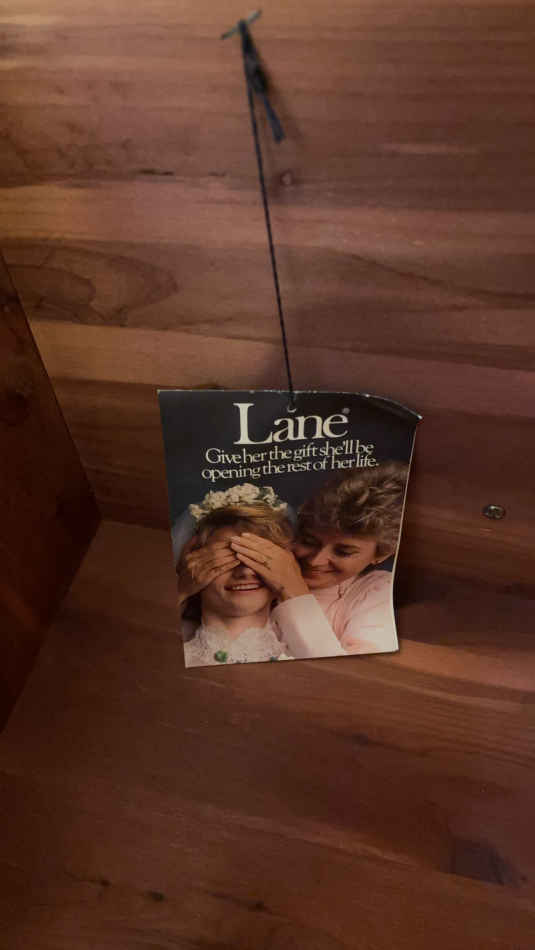 Lane®
Give her the gift she'll be
opening the rest of her life.